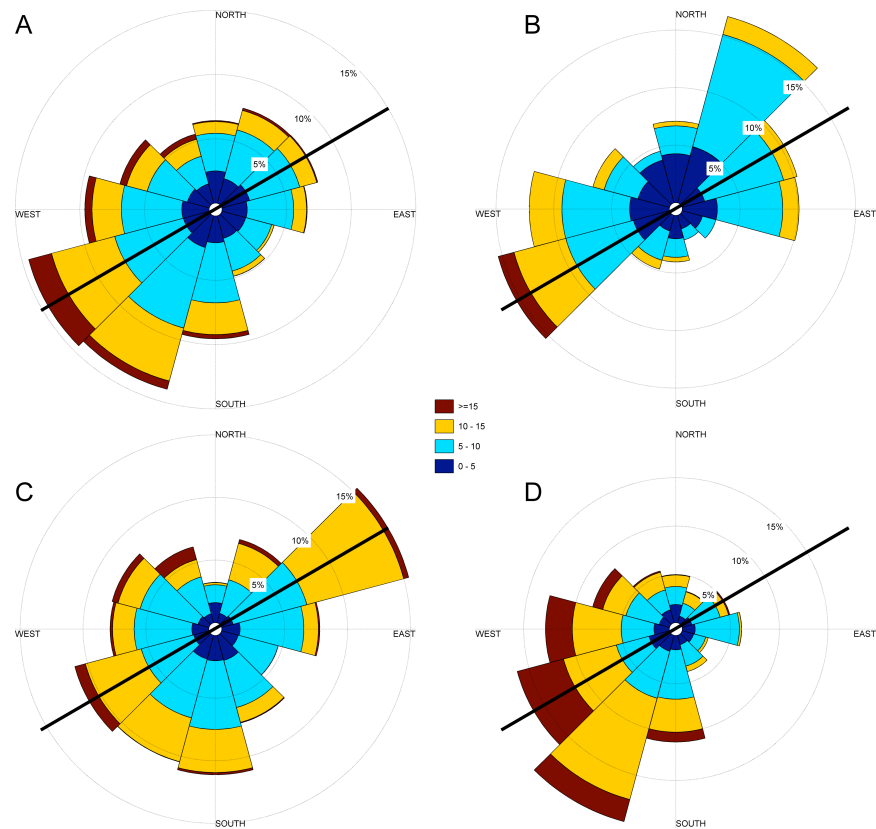 A
NORTH
15%
10%
5%
WEST
EAST
SOUTH
B
NORTH
15%
10%
5%
WEST
EAST
SOUTH
>=15
10 - 15
5 - 10
0 - 5
C
NORTH
15%
10%
5%
WEST
EAST
SOUTH
D
NORTH
15%
10%
5%
WEST
EAST
SOUTH